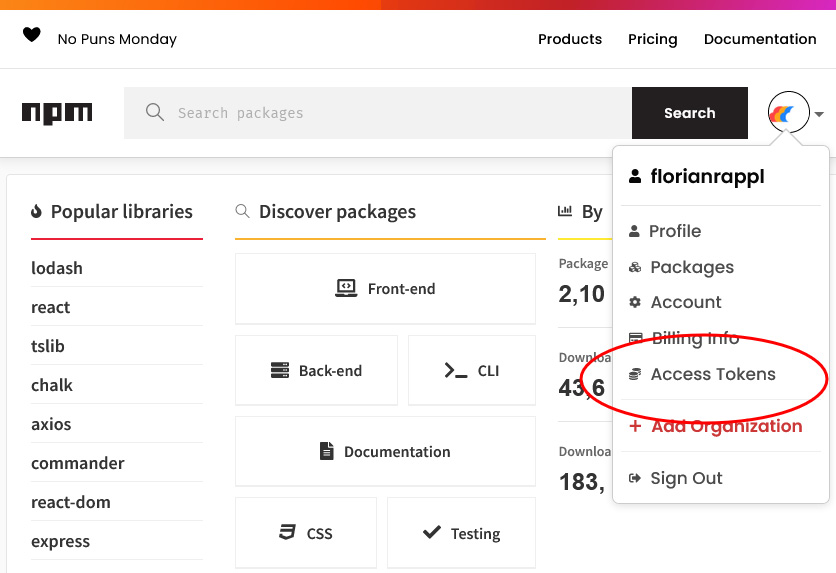 No Puns Monday
Products Pricing Documentation
npm
Search packages
Search
florianrappl
Profile
Packages
Account
Billing Info
Access Tokens
+ Add Organization
Sign Out
Popular libraries
lodash
react
tslib
chalk
axios
commander
react-dom
express
Discover packages
Front-end
Back-end
CLI
Documentation
CSS
Testing
By
Package
2,10
Downloa
43,6
Downloa
183,